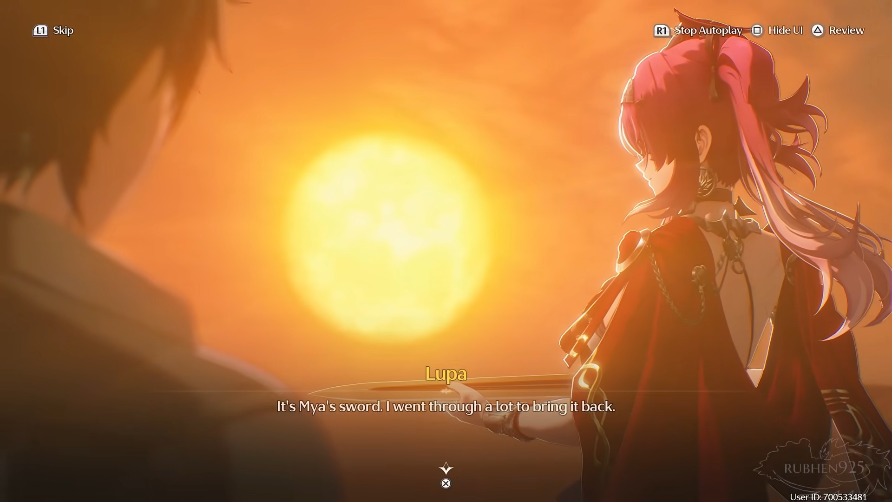 L1 Skip
R1 Stop Autoplay Hide UI Review
Lupa
It's Mya's sword. I went through a lot to bring it back.
RUBHEN925
User ID: 700533481